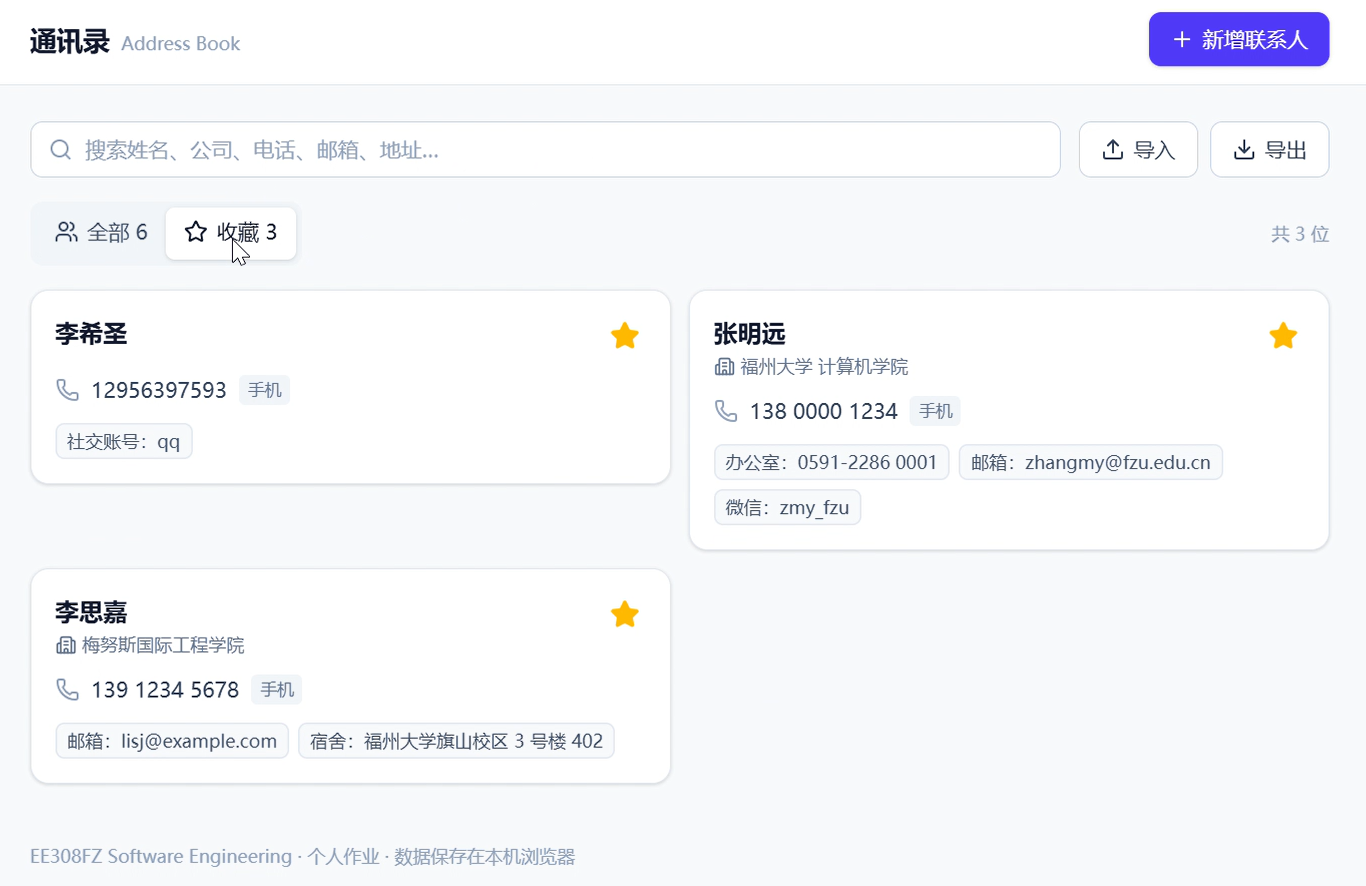 通讯录 Address Book
新增联系人
搜索姓名、公司、电话、邮箱、地址...
导入
导出
全部 6
收藏 3
共 3 位
李希圣
12956397593 手机
社交账号：qq
张明远
福州大学 计算机学院
138 0000 1234 手机
办公室：0591-2286 0001
邮箱：zhangmy@fzu.edu.cn
微信：zmy_fzu
李思嘉
梅努斯国际工程学院
139 1234 5678 手机
邮箱：lisj@example.com
宿舍：福州大学旗山校区 3 号楼 402
EE308FZ Software Engineering · 个人作业 · 数据保存在本机浏览器